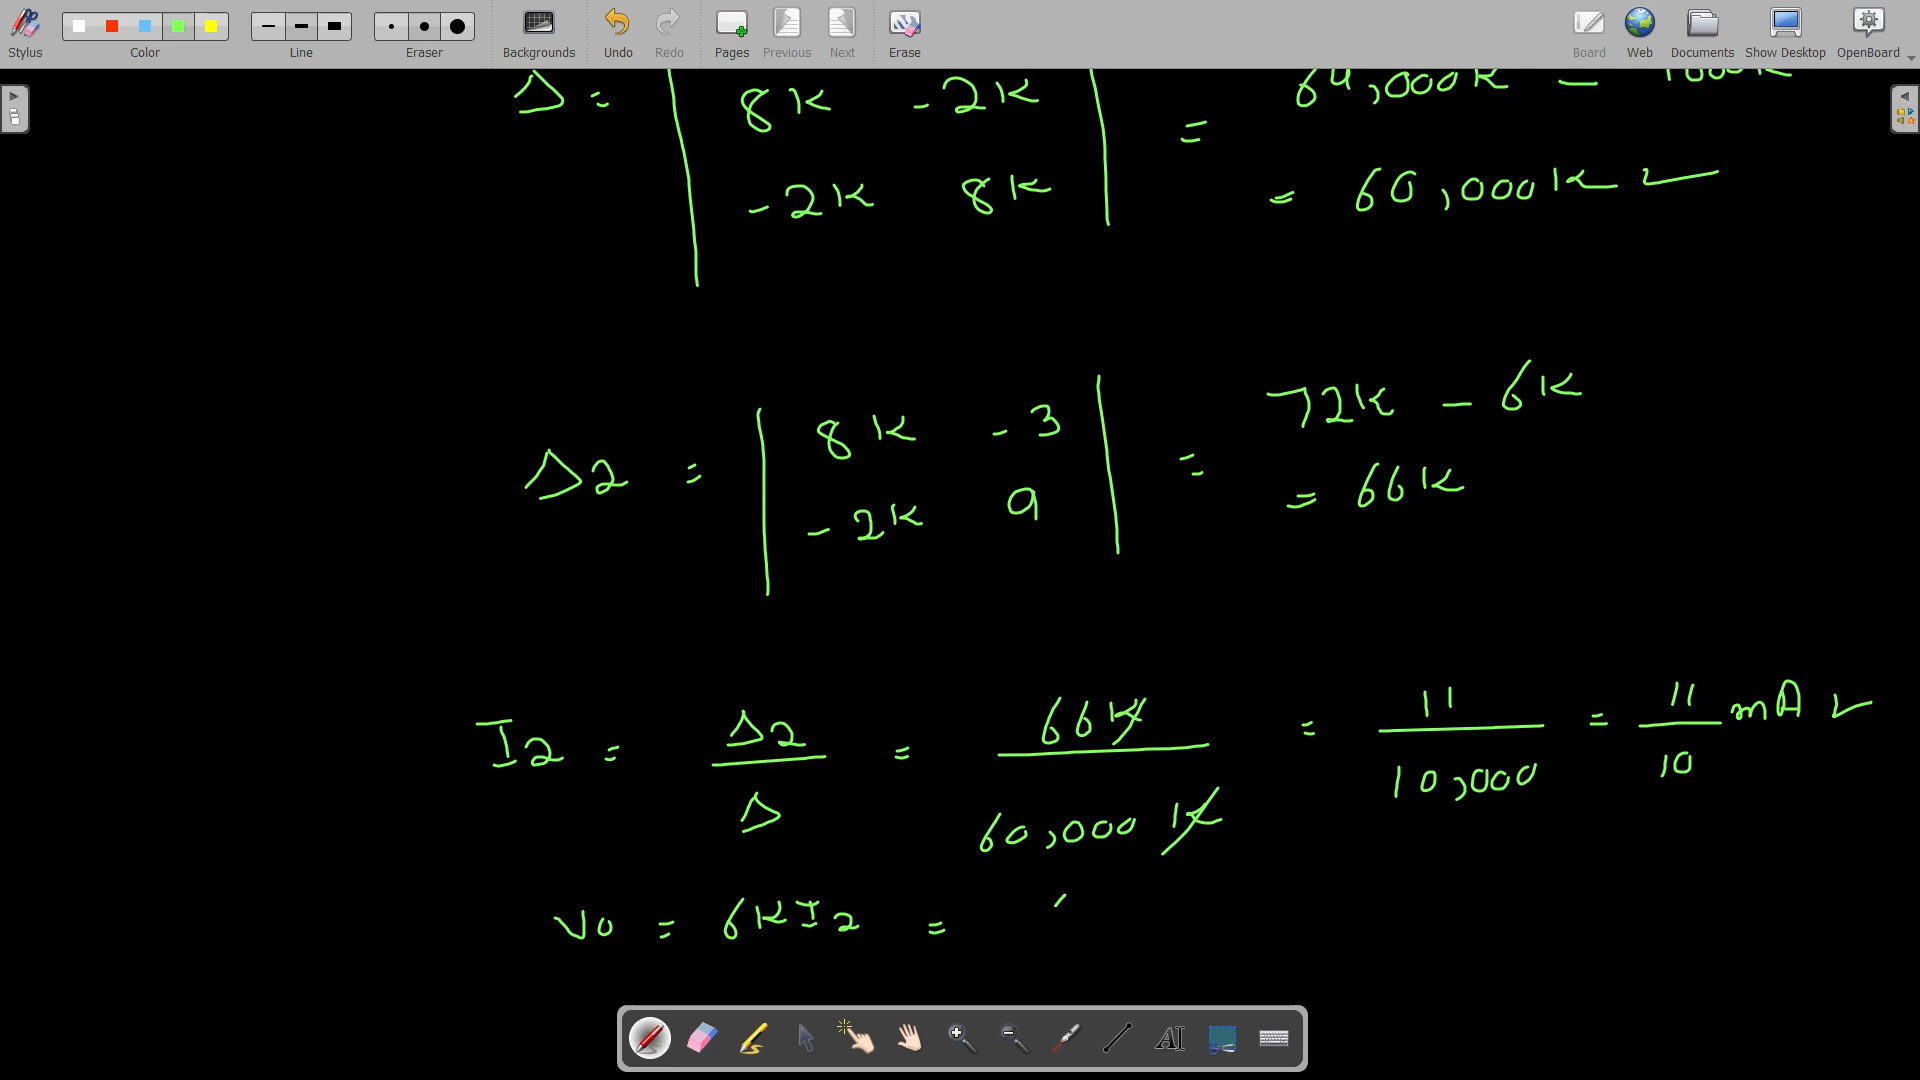 Stylus Color Line Eraser Backgrounds Undo Redo Pages Previous Next Erase Board Web Documents Show Desktop OpenBoard
Δ = | 8K -2K | = 64,000K -
| -2K 8K | = 60,000K ✓
Δ2 = | 8K -3 | = 72K - 6K
| -2K 9 | = 66K
I2 = Δ2/Δ = 66K/60,000K = 11/10,000 = 11/10 mA ✓
V0 = 6KI2 =
AI